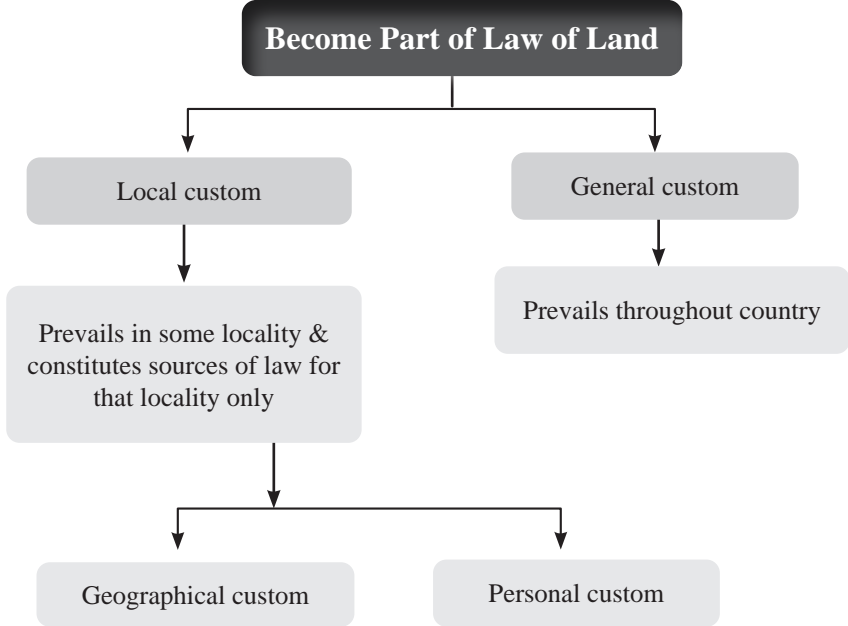 Become Part of Law of Land
Local custom
General custom
Prevails in some locality &
constitutes sources of law for
that locality only
Prevails throughout country
Geographical custom
Personal custom